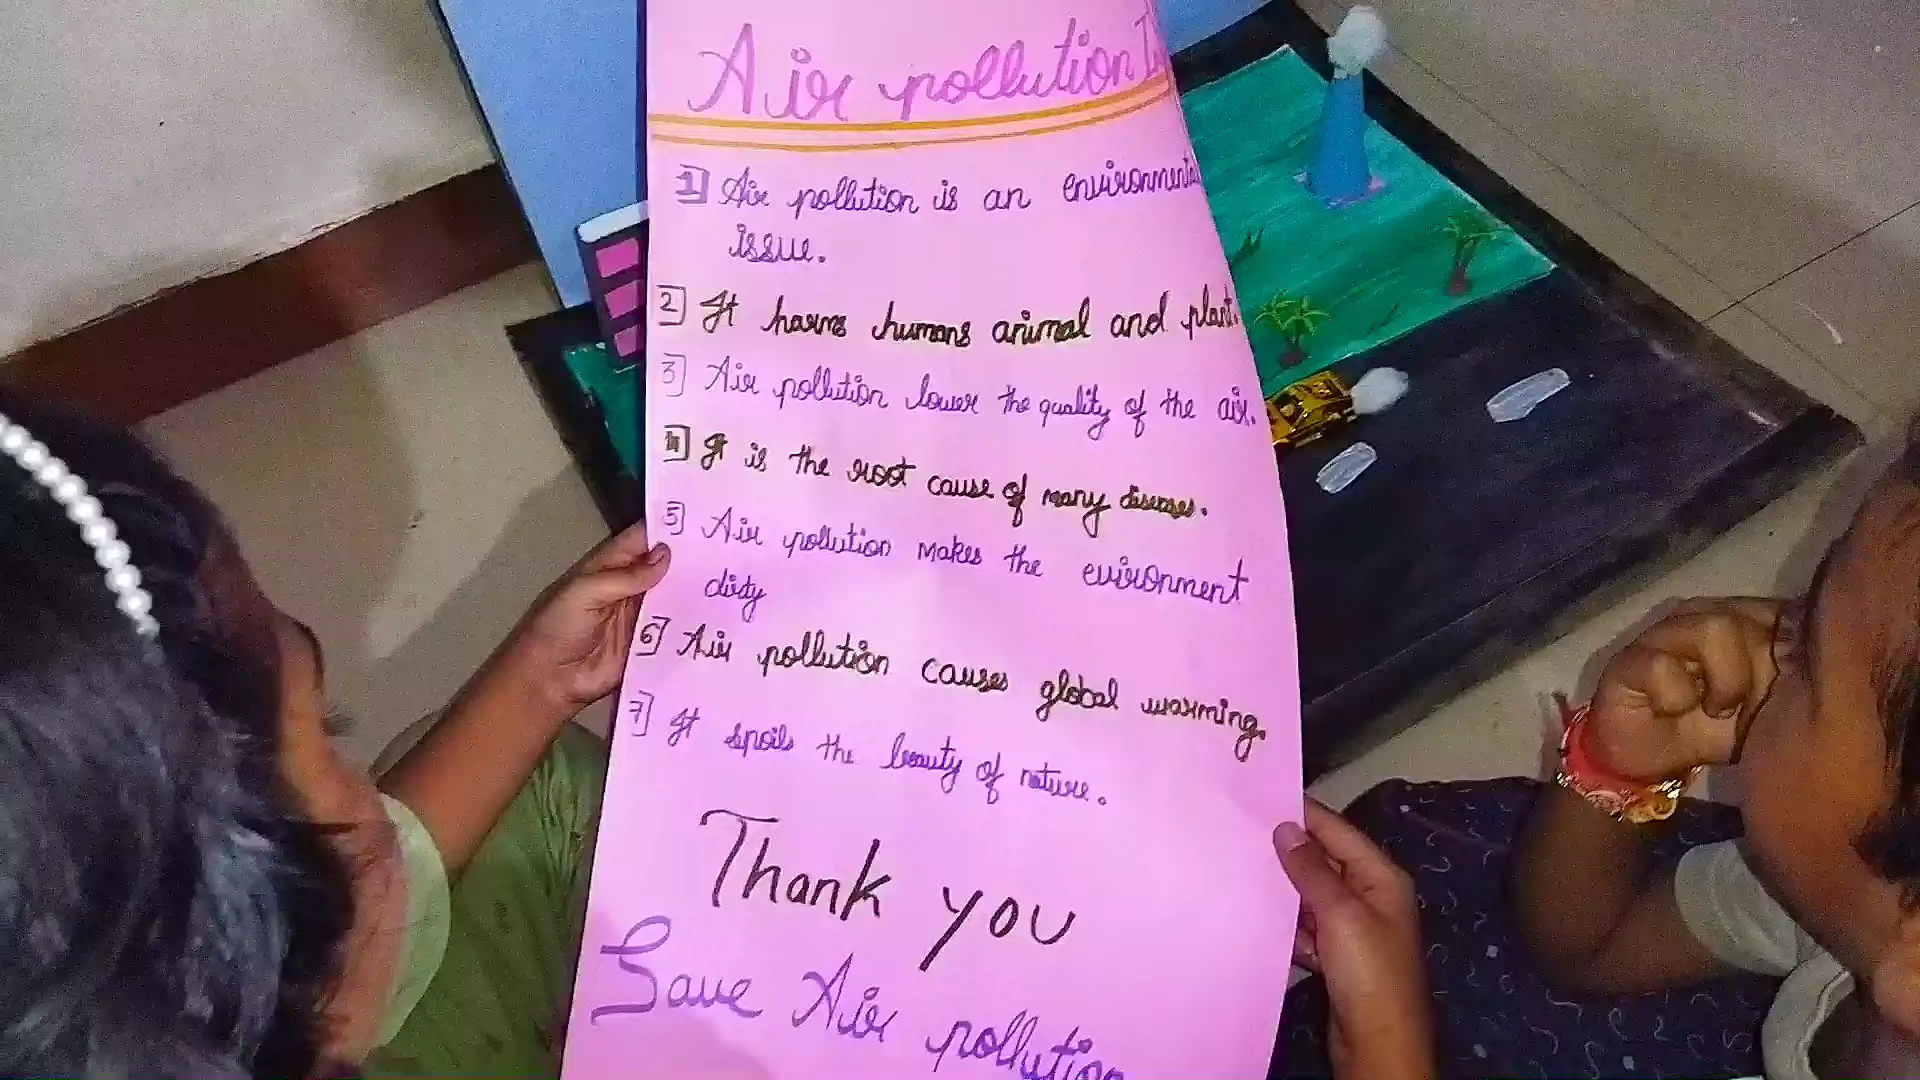 Air pollution
1 Air pollution is an environmental
issue.
2 It harms humans animal and plant.
3 Air pollution lower the quality of the air.
4 It is the root cause of many diseases.
5 Air pollution makes the evironment
dirty
6 Air pollution causes global warming.
7 It spoils the beauty of nature.
Thank you
Save Air pollution